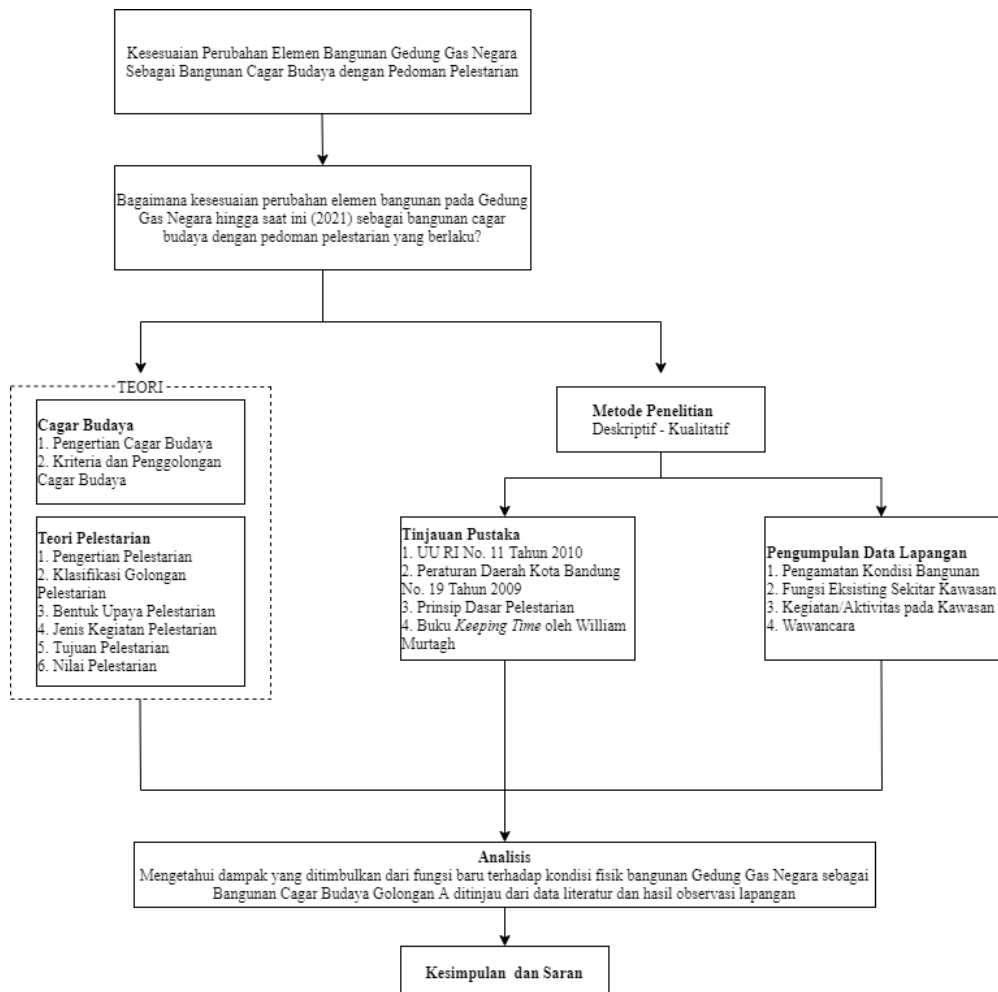 Kesesuaian Perubahan Elemen Bangunan Gedung Gas Negara
Sebagai Bangunan Cagar Budaya dengan Pedoman Pelestarian
Bagaimana kesesuaian perubahan elemen bangunan pada Gedung
Gas Negara hingga saat ini (2021) sebagai bangunan cagar
budaya dengan pedoman pelestarian yang berlaku?
TEORI
Cagar Budaya
1. Pengertian Cagar Budaya
2. Kriteria dan Penggolongan
Cagar Budaya
Teori Pelestarian
1. Pengertian Pelestarian
2. Klasifikasi Golongan
Pelestarian
3. Bentuk Upaya Pelestarian
4. Jenis Kegiatan Pelestarian
5. Tujuan Pelestarian
6. Nilai Pelestarian
Metode Penelitian
Deskriptif - Kualitatif
Tinjauan Pustaka
1. UU RI No. 11 Tahun 2010
2. Peraturan Daerah Kota Bandung
No. 19 Tahun 2009
3. Prinsip Dasar Pelestarian
4. Buku Keeping Time oleh William
Murtagh
Pengumpulan Data Lapangan
1. Pengamatan Kondisi Bangunan
2. Fungsi Eksisting Sekitar Kawasan
3. Kegiatan/Aktivitas pada Kawasan
4. Wawancara
Analisis
Mengetahui dampak yang ditimbulkan dari fungsi baru terhadap kondisi fisik bangunan Gedung Gas Negara sebagai
Bangunan Cagar Budaya Golongan A ditinjau dari data literatur dan hasil observasi lapangan
Kesimpulan dan Saran